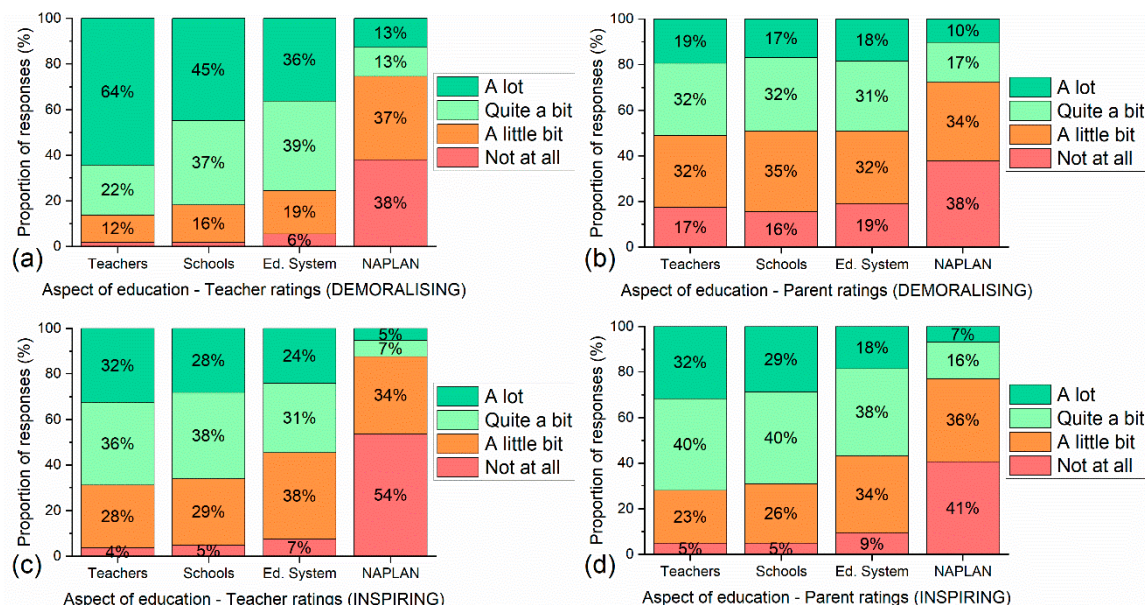 Proportion of responses (%)
100
80
60
40
20
0
64%
22%
12%
45%
37%
16%
36%
39%
19%
6%
13%
13%
37%
38%
A lot
Quite a bit
A little bit
Not at all
(a)
Teachers Schools Ed. System NAPLAN
Aspect of education - Teacher ratings (DEMORALISING)
Proportion of responses (%)
100
80
60
40
20
0
19%
32%
32%
17%
17%
32%
35%
16%
18%
31%
32%
19%
10%
17%
34%
38%
A lot
Quite a bit
A little bit
Not at all
(b)
Teachers Schools Ed. System NAPLAN
Aspect of education - Parent ratings (DEMORALISING)
Proportion of responses (%)
100
80
60
40
20
0
32%
36%
28%
4%
28%
38%
29%
5%
24%
31%
38%
7%
5%
7%
34%
54%
A lot
Quite a bit
A little bit
Not at all
(c)
Teachers Schools Ed. System NAPLAN
Aspect of education - Teacher ratings (INSPIRING)
Proportion of responses (%)
100
80
60
40
20
0
32%
40%
23%
5%
29%
40%
26%
5%
18%
38%
34%
9%
7%
16%
36%
41%
A lot
Quite a bit
A little bit
Not at all
(d)
Teachers Schools Ed. System NAPLAN
Aspect of education - Parent ratings (INSPIRING)